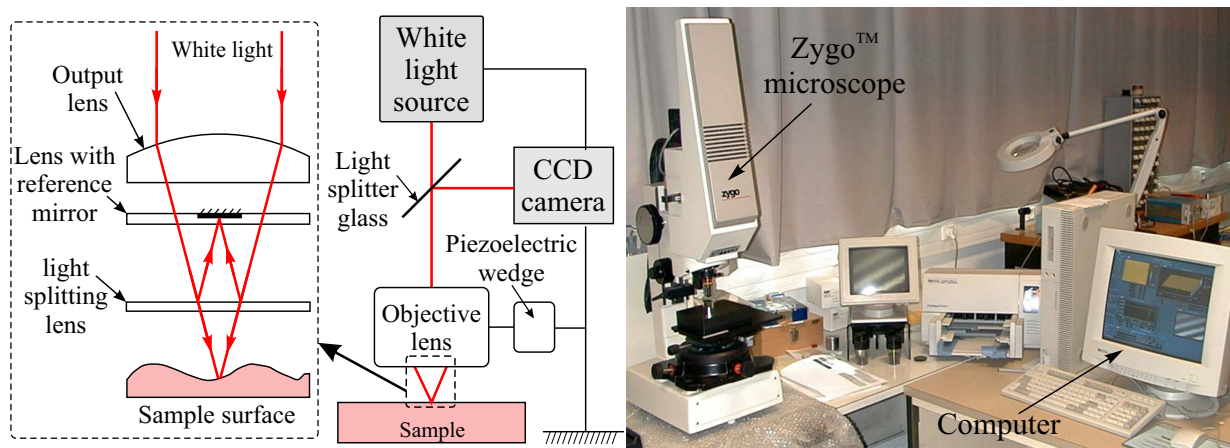 White light
Output
lens
Lens with
reference
mirror
light
splitting
lens
Sample surface
White
light
source
Light
splitter
glass
CCD
camera
Piezoelectric
wedge
Objective
lens
Sample
Zygo™
microscope
zygo
Computer